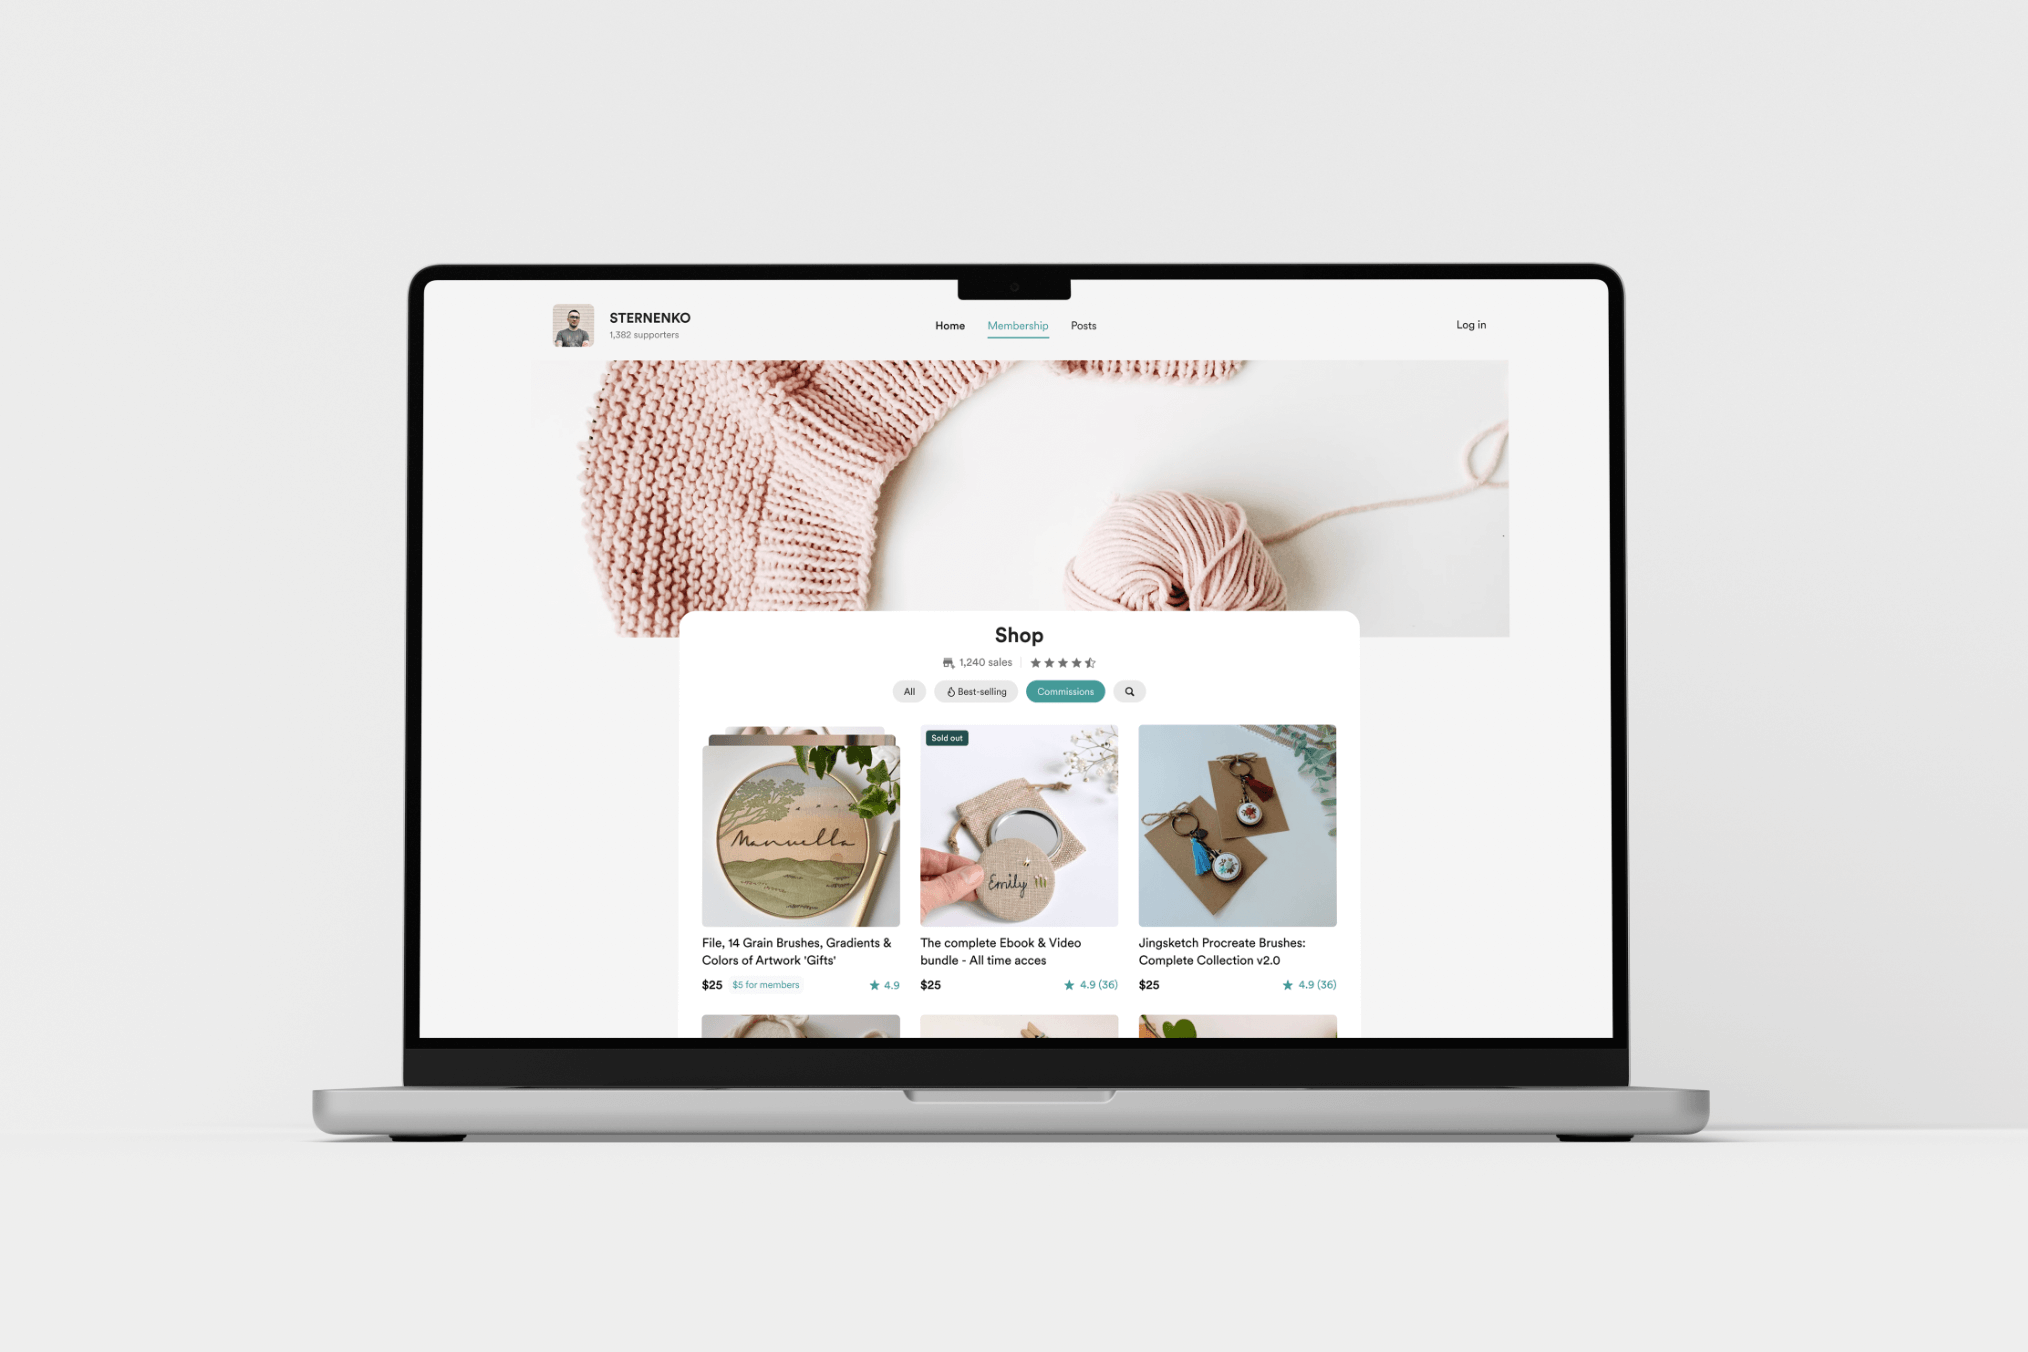 STERNENKO
1,382 supporters
Home
Membership
Posts
Log in
Shop
1,240 sales
All
Best-selling
Commissions
Manuella
Sold out
Emily
File, 14 Grain Brushes, Gradients &
Colors of Artwork 'Gifts'
$25
$5 for members
4.9
The complete Ebook & Video
bundle - All time acces
$25
4.9 (36)
Jingsketch Procreate Brushes:
Complete Collection v2.0
$25
4.9 (36)